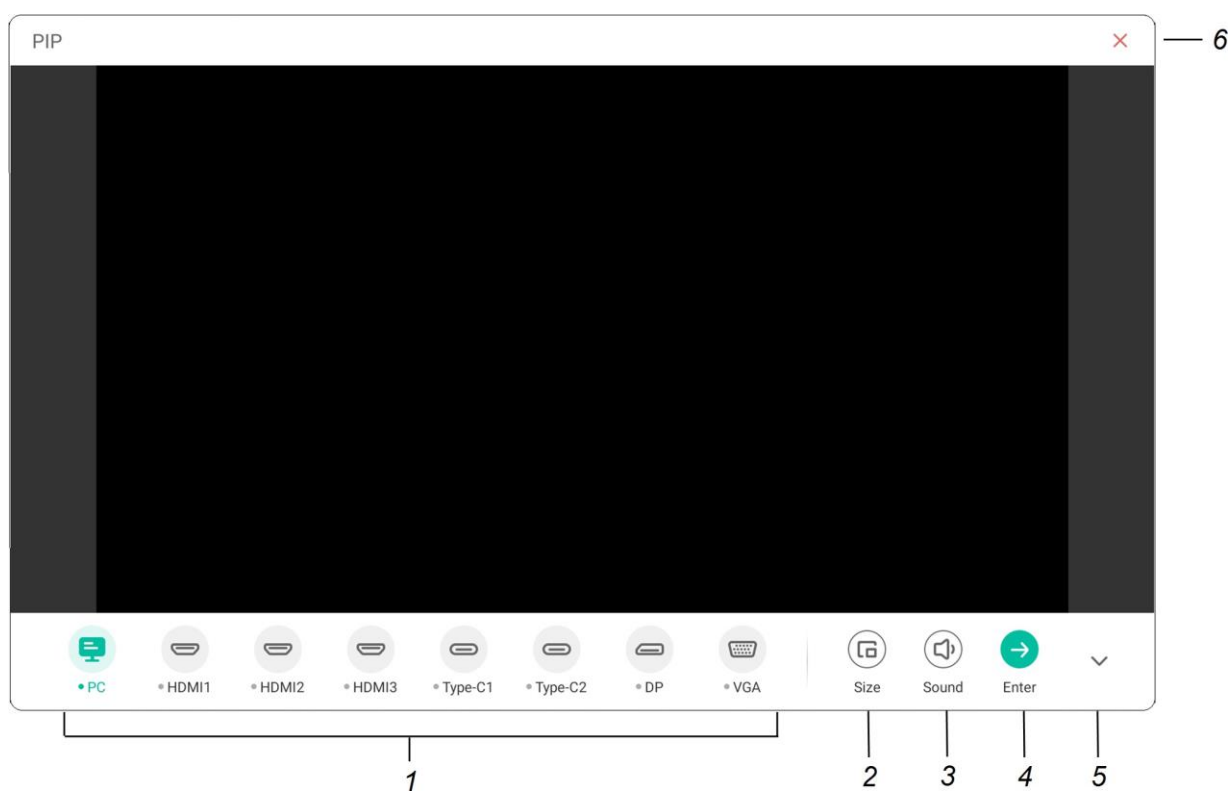 PIP
6
PC HDMI1 HDMI2 HDMI3 Type-C1 Type-C2 DP VGA Size Sound Enter
1 2 3 4 5